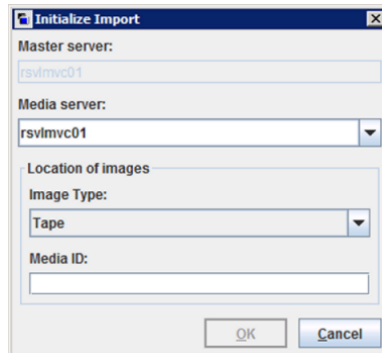 Initialize Import
Master server:
rsvlmvc01
Media server:
rsvlmvc01
Location of images
Image Type:
Tape
Media ID:
OK Cancel